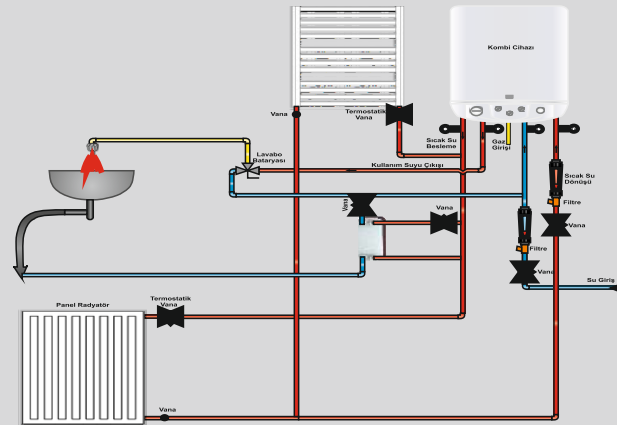 Kombi Cihazı
Vana
Termostatik
Vana
Sıcak Su
Besleme
Gaz
Girişi
Lavabo
Bataryası
Kullanım Suyu Çıkışı
Sıcak Su
Dönüşü
Filtre
Vana
Vana
Vana
Filtre
Vana
Su Giriş
Panel Radyatör
Termostatik
Vana
Vana